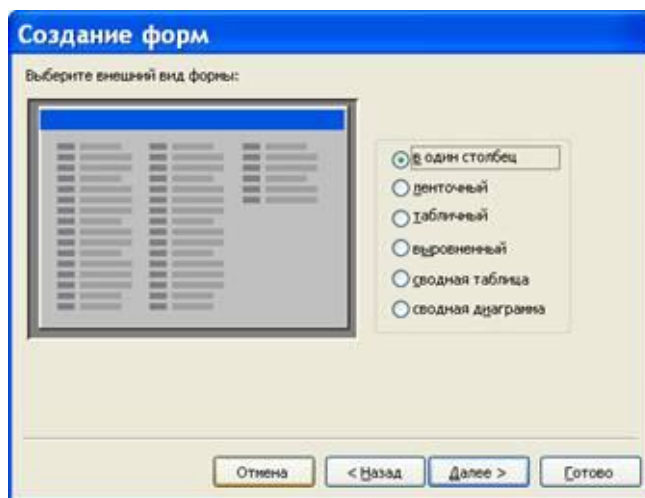 Создание форм
Выберите внешний вид формы:
в один столбец
ленточный
табличный
выровненный
сводная таблица
сводная диаграмма
Отмена
< Назад
Далее >
Готово